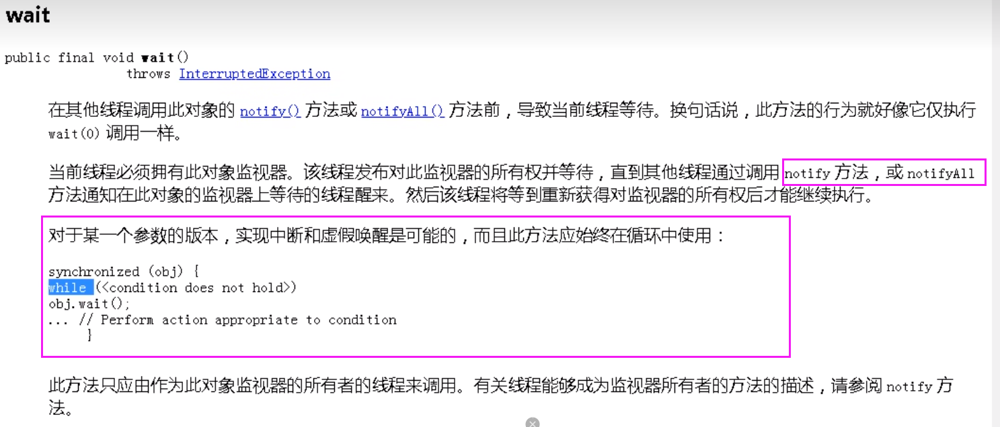 wait
public final void wait()
throws InterruptedException
在其他线程调用此对象的 notify() 方法或 notifyAll() 方法前，导致当前线程等待。换句话说，此方法的行为就好像它仅执行
wait(0) 调用一样。
当前线程必须拥有此对象监视器。该线程发布对此监视器的所有权并等待，直到其他线程通过调用 notify 方法，或 notifyAll
方法通知在此对象的监视器上等待的线程醒来。然后该线程将等到重新获得对监视器的所有权后才能继续执行。
对于某一个参数的版本，实现中断和虚假唤醒是可能的，而且此方法应始终在循环中使用：
synchronized (obj) {
while (<condition does not hold>)
obj.wait();
... // Perform action appropriate to condition
}
此方法只应由作为此对象监视器的所有者的线程来调用。有关线程能够成为监视器所有者的方法的描述，请参阅 notify 方
法。